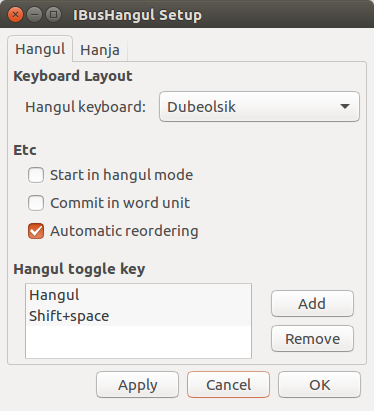 IBusHangul Setup
Hangul Hanja
Keyboard Layout
Hangul keyboard: Dubeolsik
Etc
Start in hangul mode
Commit in word unit
Automatic reordering
Hangul toggle key
Hangul
Shift+space
Add
Remove
Apply Cancel OK